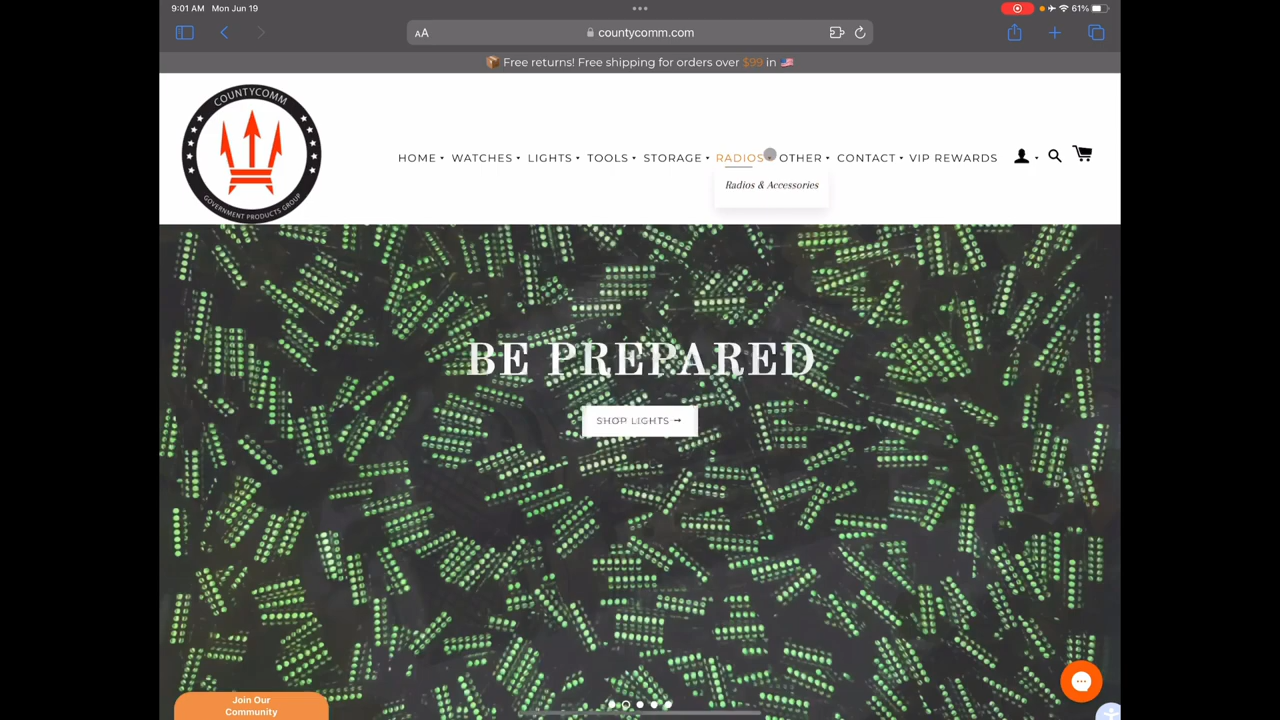 9:01 AM Mon Jun 19
61%
AA
countycomm.com
📦 Free returns! Free shipping for orders over $99 in 🇺🇸
COUNTYCOMM
GOVERNMENT PRODUCTS GROUP
HOME WATCHES LIGHTS TOOLS STORAGE RADIOS OTHER CONTACT VIP REWARDS
Radios & Accessories
BE PREPARED
SHOP LIGHTS →
Join Our
Community